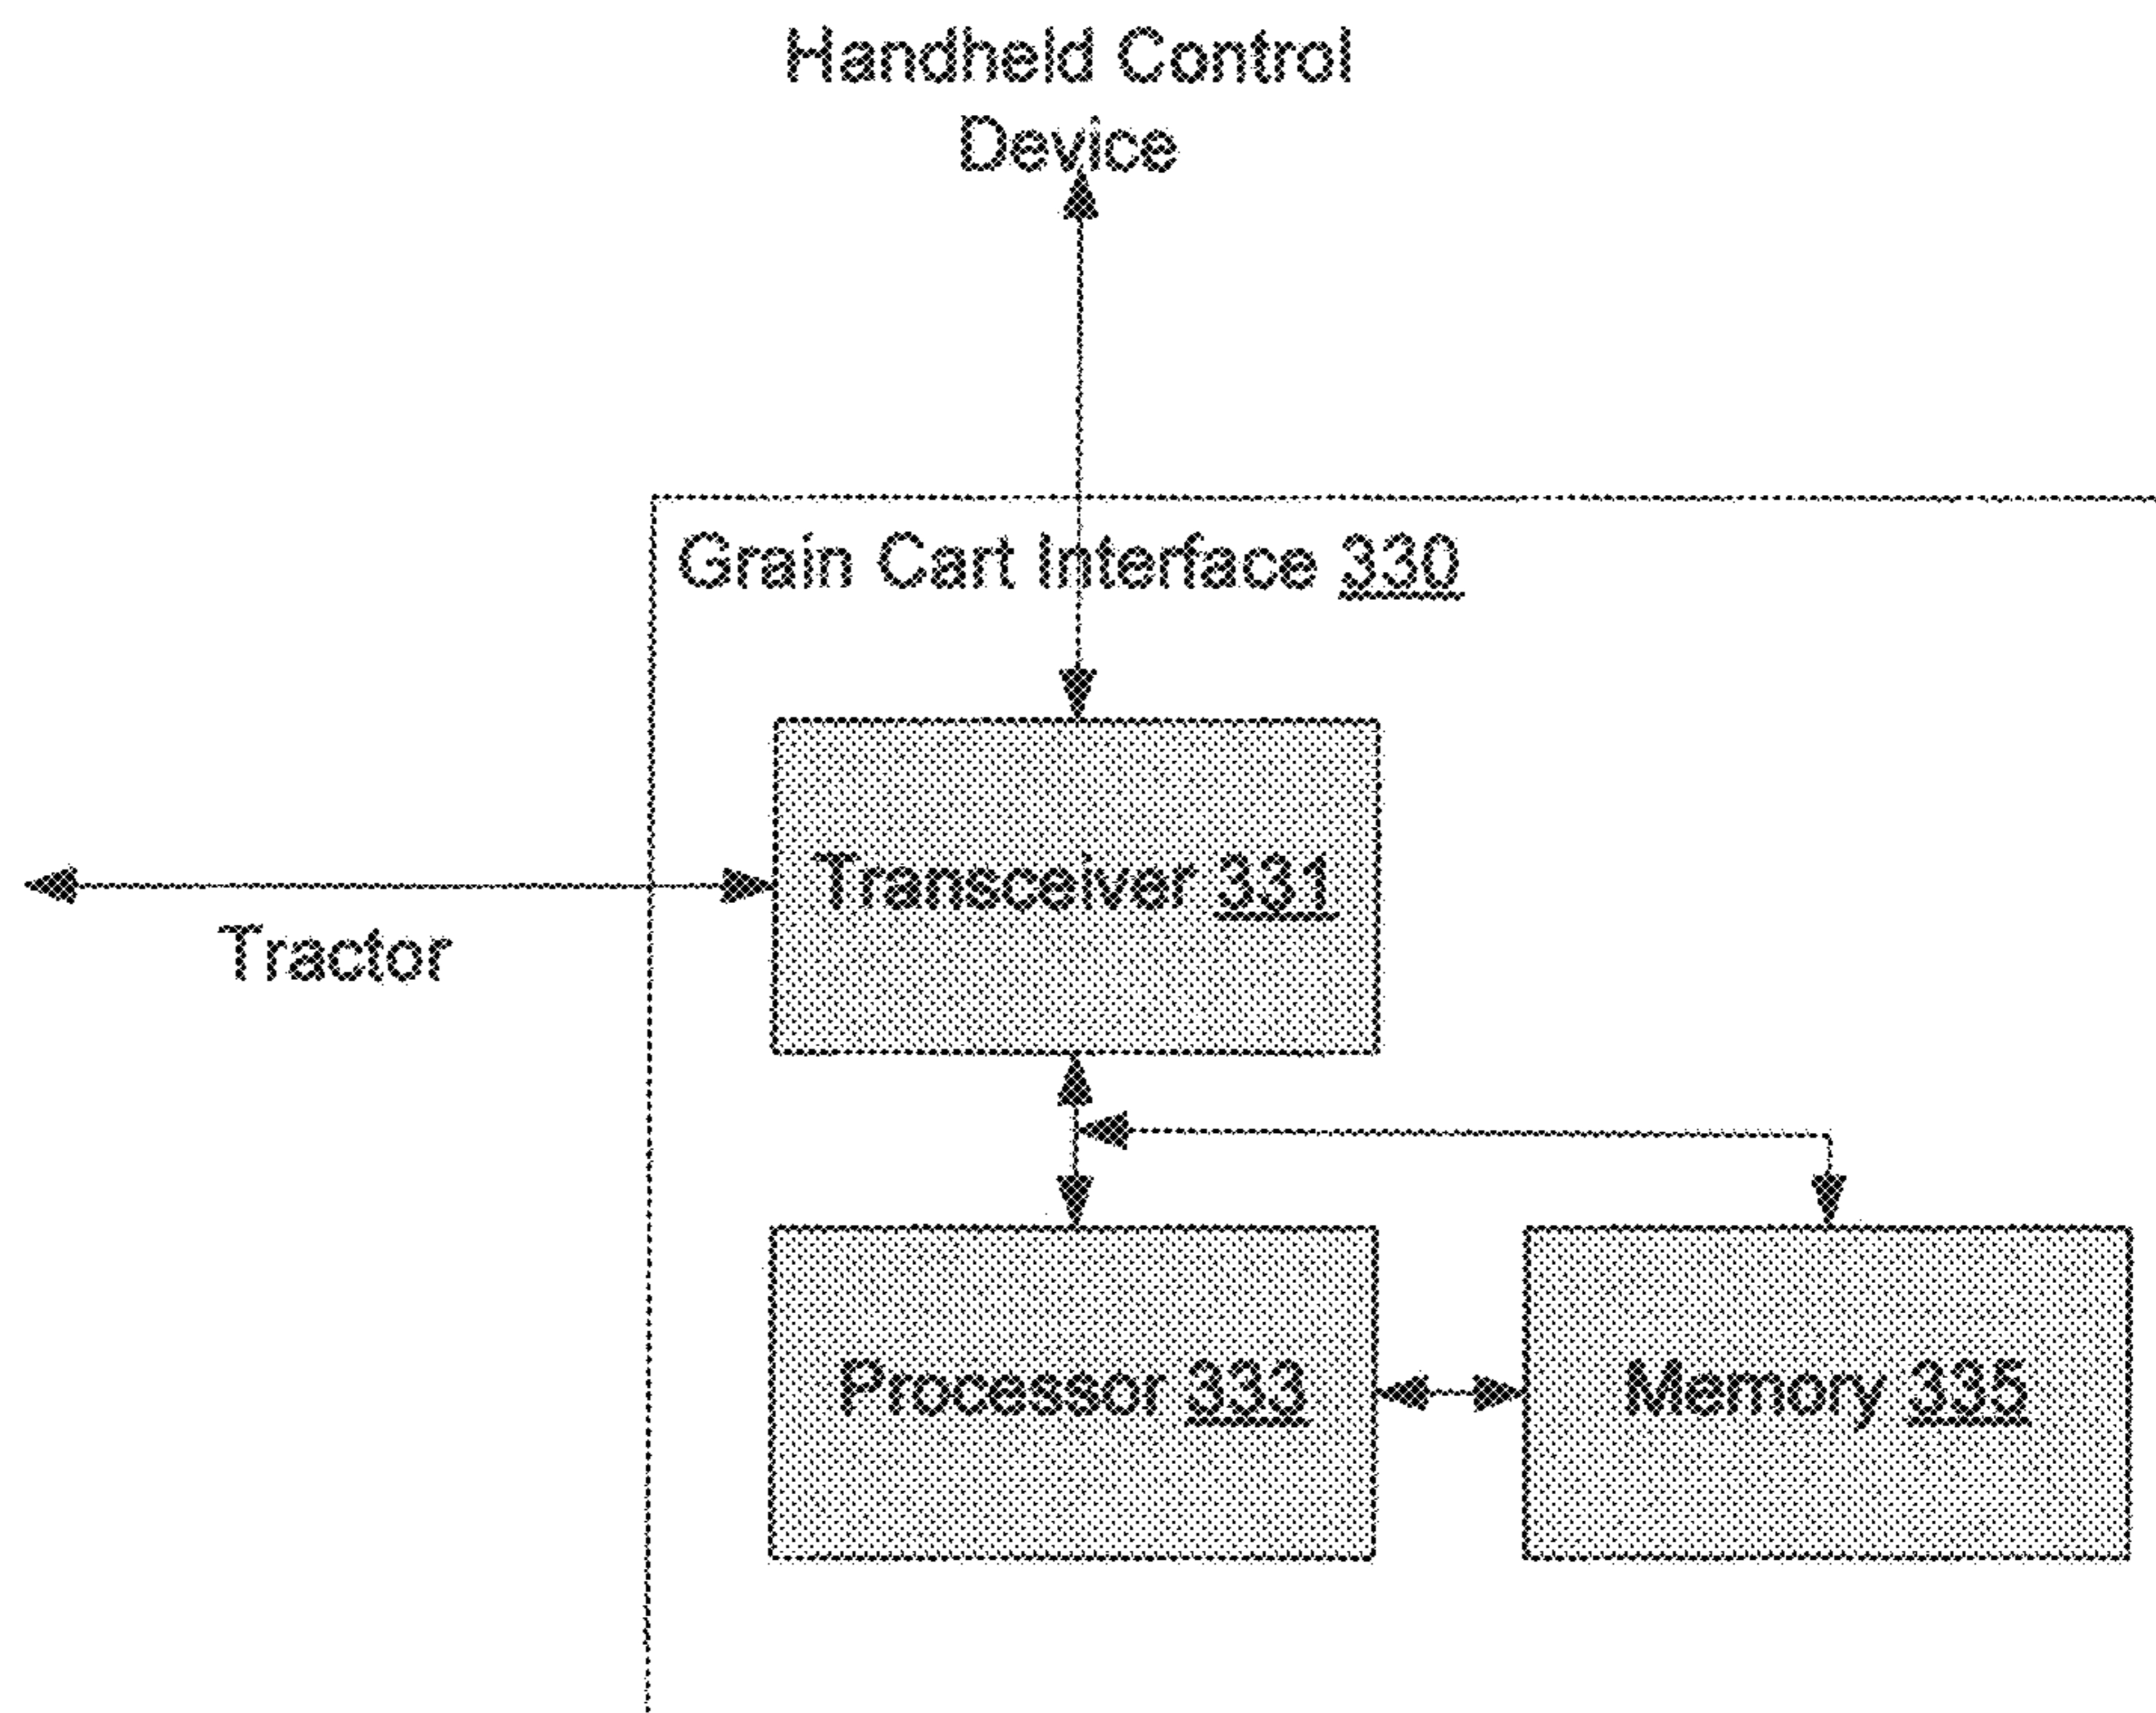 Handheld Control
Device
Grain Cart Interface 330
Transceiver 331
Tractor
Processor 333
Memory 335